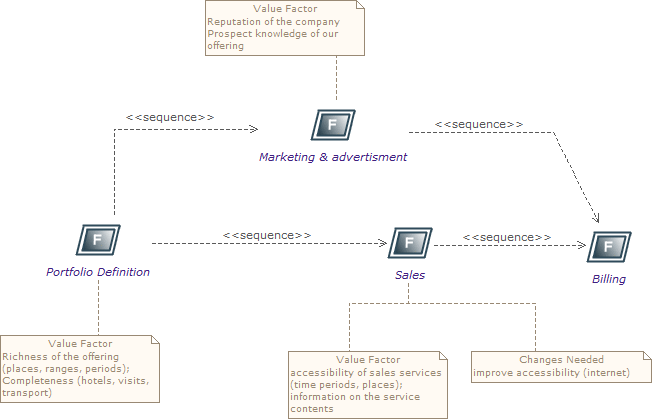 Value Factor
Reputation of the company
Prospect knowledge of our
offering
<<sequence>>
F
<<sequence>>
Marketing & advertisment
F
<<sequence>>
F
<<sequence>>
F
Portfolio Definition
Sales
Billing
Value Factor
Richness of the offering
(places, ranges, periods);
Completeness (hotels, visits,
transport)
Value Factor
accessibility of sales services
(time periods, places);
information on the service
contents
Changes Needed
improve accessibility (internet)